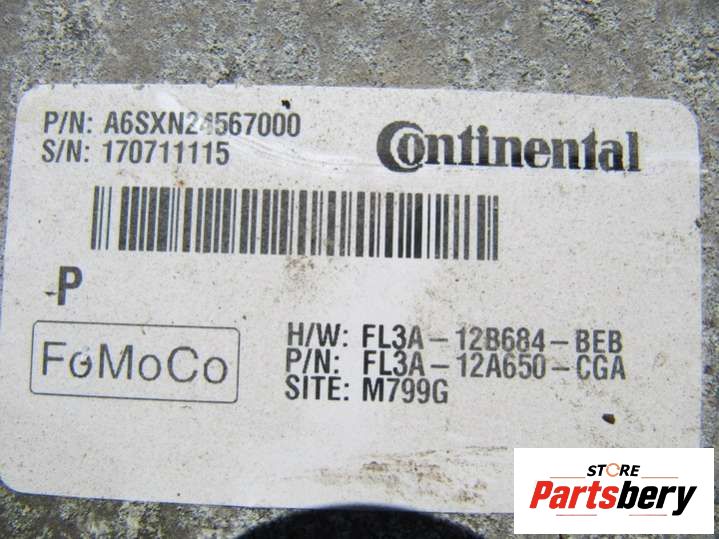 P/N: A6SXN24567000
S/N: 170711115
Continental
P
FoMoCo
H/W: FL3A-12B684-BEB
P/N: FL3A-12A650-CGA
SITE: M799G
STORE
Partsbery